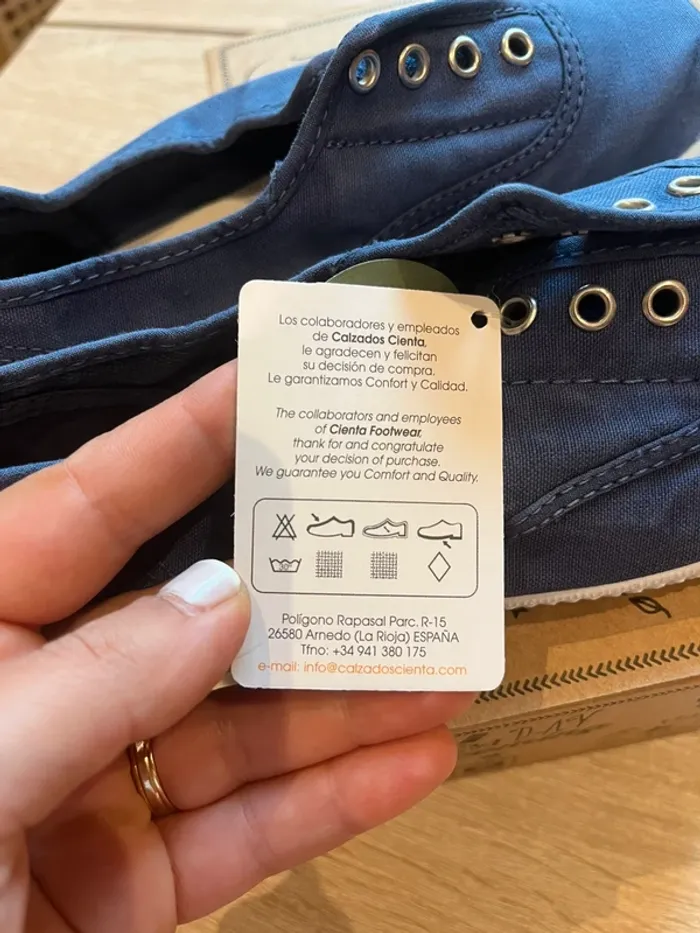 Los colaboradores y empleados
de Calzados Cienta,
le agradecen y felicitan
su decisión de compra.
Le garantizamos Confort y Calidad.
The collaborators and employees
of Cienta Footwear,
thank for and congratulate
your decision of purchase.
We guarantee you Comfort and Quality.
Polígono Rapasal Parc. R-15
26580 Arnedo (La Rioja) ESPAÑA
Tfno: +34 941 380 175
e-mail: info@calzadoscienta.com